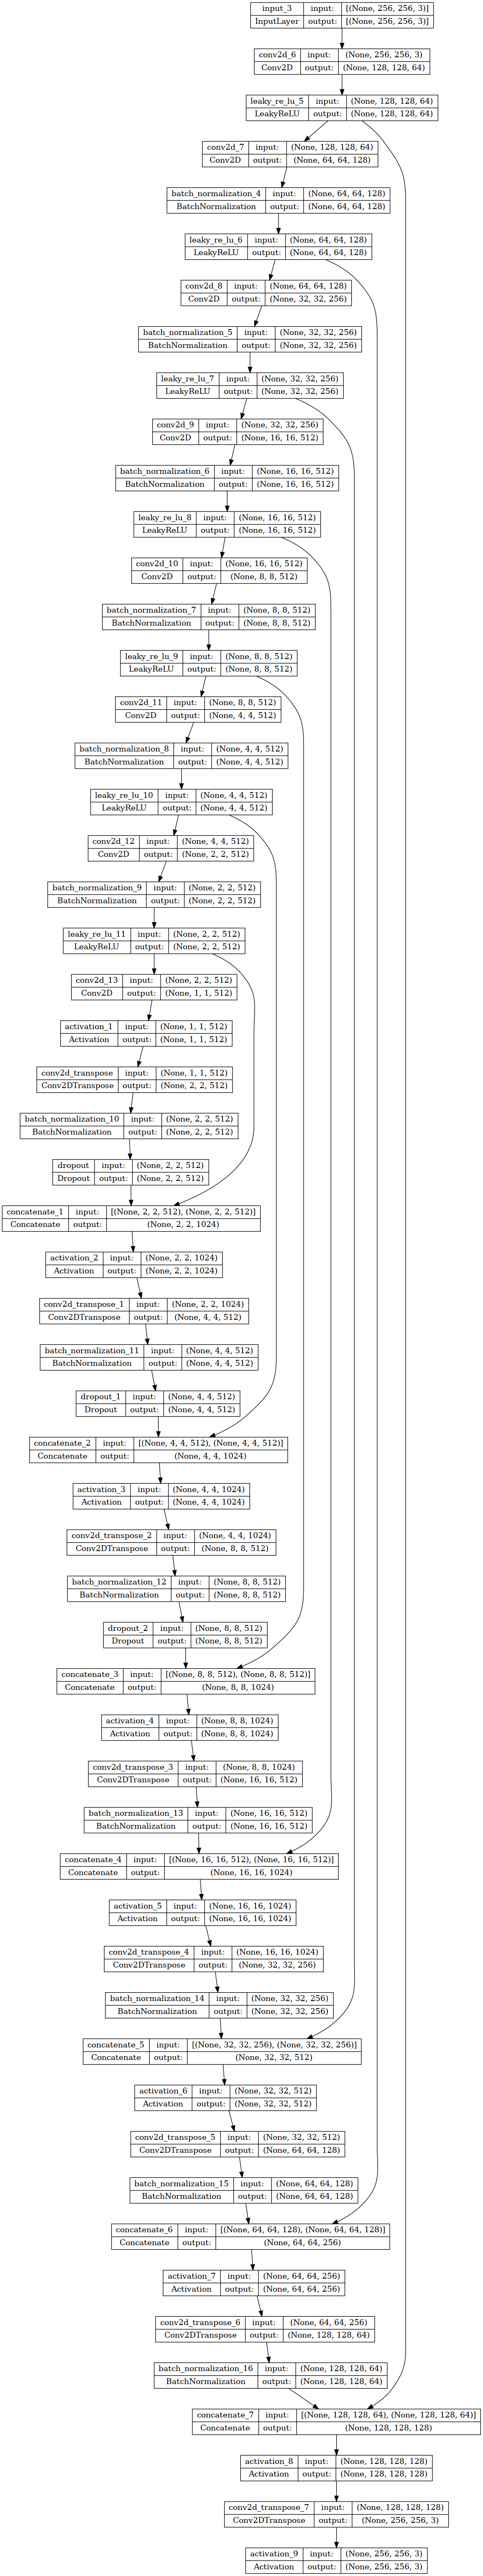 input_3 input: [(None, 256, 256, 3)]
InputLayer output: [(None, 256, 256, 3)]
conv2d_6 input: (None, 256, 256, 3)
Conv2D output: (None, 128, 128, 64)
leaky_re_lu_5 input: (None, 128, 128, 64)
LeakyReLU output: (None, 128, 128, 64)
conv2d_7 input: (None, 128, 128, 64)
Conv2D output: (None, 64, 64, 128)
batch_normalization_4 input: (None, 64, 64, 128)
BatchNormalization output: (None, 64, 64, 128)
leaky_re_lu_6 input: (None, 64, 64, 128)
LeakyReLU output: (None, 64, 64, 128)
conv2d_8 input: (None, 64, 64, 128)
Conv2D output: (None, 32, 32, 256)
batch_normalization_5 input: (None, 32, 32, 256)
BatchNormalization output: (None, 32, 32, 256)
leaky_re_lu_7 input: (None, 32, 32, 256)
LeakyReLU output: (None, 32, 32, 256)
conv2d_9 input: (None, 32, 32, 256)
Conv2D output: (None, 16, 16, 512)
batch_normalization_6 input: (None, 16, 16, 512)
BatchNormalization output: (None, 16, 16, 512)
leaky_re_lu_8 input: (None, 16, 16, 512)
LeakyReLU output: (None, 16, 16, 512)
conv2d_10 input: (None, 16, 16, 512)
Conv2D output: (None, 8, 8, 512)
batch_normalization_7 input: (None, 8, 8, 512)
BatchNormalization output: (None, 8, 8, 512)
leaky_re_lu_9 input: (None, 8, 8, 512)
LeakyReLU output: (None, 8, 8, 512)
conv2d_11 input: (None, 8, 8, 512)
Conv2D output: (None, 4, 4, 512)
batch_normalization_8 input: (None, 4, 4, 512)
BatchNormalization output: (None, 4, 4, 512)
leaky_re_lu_10 input: (None, 4, 4, 512)
LeakyReLU output: (None, 4, 4, 512)
conv2d_12 input: (None, 4, 4, 512)
Conv2D output: (None, 2, 2, 512)
batch_normalization_9 input: (None, 2, 2, 512)
BatchNormalization output: (None, 2, 2, 512)
leaky_re_lu_11 input: (None, 2, 2, 512)
LeakyReLU output: (None, 2, 2, 512)
conv2d_13 input: (None, 2, 2, 512)
Conv2D output: (None, 1, 1, 512)
activation_1 input: (None, 1, 1, 512)
Activation output: (None, 1, 1, 512)
conv2d_transpose input: (None, 1, 1, 512)
Conv2DTranspose output: (None, 2, 2, 512)
batch_normalization_10 input: (None, 2, 2, 512)
BatchNormalization output: (None, 2, 2, 512)
dropout input: (None, 2, 2, 512)
Dropout output: (None, 2, 2, 512)
concatenate_1 input: [(None, 2, 2, 512), (None, 2, 2, 512)]
Concatenate output: (None, 2, 2, 1024)
activation_2 input: (None, 2, 2, 1024)
Activation output: (None, 2, 2, 1024)
conv2d_transpose_1 input: (None, 2, 2, 1024)
Conv2DTranspose output: (None, 4, 4, 512)
batch_normalization_11 input: (None, 4, 4, 512)
BatchNormalization output: (None, 4, 4, 512)
dropout_1 input: (None, 4, 4, 512)
Dropout output: (None, 4, 4, 512)
concatenate_2 input: [(None, 4, 4, 512), (None, 4, 4, 512)]
Concatenate output: (None, 4, 4, 1024)
activation_3 input: (None, 4, 4, 1024)
Activation output: (None, 4, 4, 1024)
conv2d_transpose_2 input: (None, 4, 4, 1024)
Conv2DTranspose output: (None, 8, 8, 512)
batch_normalization_12 input: (None, 8, 8, 512)
BatchNormalization output: (None, 8, 8, 512)
dropout_2 input: (None, 8, 8, 512)
Dropout output: (None, 8, 8, 512)
concatenate_3 input: [(None, 8, 8, 512), (None, 8, 8, 512)]
Concatenate output: (None, 8, 8, 1024)
activation_4 input: (None, 8, 8, 1024)
Activation output: (None, 8, 8, 1024)
conv2d_transpose_3 input: (None, 8, 8, 1024)
Conv2DTranspose output: (None, 16, 16, 512)
batch_normalization_13 input: (None, 16, 16, 512)
BatchNormalization output: (None, 16, 16, 512)
concatenate_4 input: [(None, 16, 16, 512), (None, 16, 16, 512)]
Concatenate output: (None, 16, 16, 1024)
activation_5 input: (None, 16, 16, 1024)
Activation output: (None, 16, 16, 1024)
conv2d_transpose_4 input: (None, 16, 16, 1024)
Conv2DTranspose output: (None, 32, 32, 256)
batch_normalization_14 input: (None, 32, 32, 256)
BatchNormalization output: (None, 32, 32, 256)
concatenate_5 input: [(None, 32, 32, 256), (None, 32, 32, 256)]
Concatenate output: (None, 32, 32, 512)
activation_6 input: (None, 32, 32, 512)
Activation output: (None, 32, 32, 512)
conv2d_transpose_5 input: (None, 32, 32, 512)
Conv2DTranspose output: (None, 64, 64, 128)
batch_normalization_15 input: (None, 64, 64, 128)
BatchNormalization output: (None, 64, 64, 128)
concatenate_6 input: [(None, 64, 64, 128), (None, 64, 64, 128)]
Concatenate output: (None, 64, 64, 256)
activation_7 input: (None, 64, 64, 256)
Activation output: (None, 64, 64, 256)
conv2d_transpose_6 input: (None, 64, 64, 256)
Conv2DTranspose output: (None, 128, 128, 64)
batch_normalization_16 input: (None, 128, 128, 64)
BatchNormalization output: (None, 128, 128, 64)
concatenate_7 input: [(None, 128, 128, 64), (None, 128, 128, 64)]
Concatenate output: (None, 128, 128, 128)
activation_8 input: (None, 128, 128, 128)
Activation output: (None, 128, 128, 128)
conv2d_transpose_7 input: (None, 128, 128, 128)
Conv2DTranspose output: (None, 256, 256, 3)
activation_9 input: (None, 256, 256, 3)
Activation output: (None, 256, 256, 3)